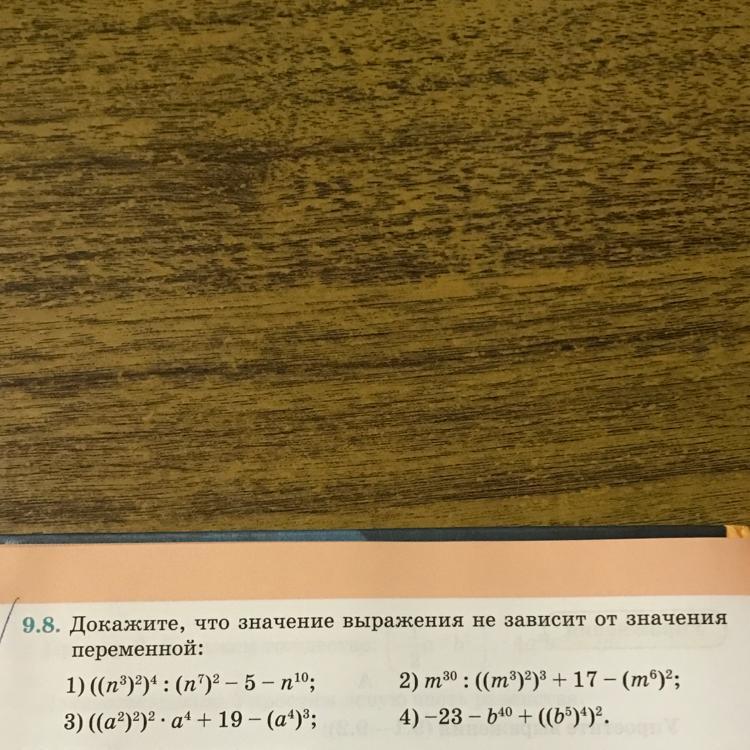 9.8. Докажите, что значение выражения не зависит от значения
переменной:
1) ((n³)²)⁴ : (n⁷)² – 5 – n¹⁰; 2) m³⁰ : ((m³)²)³ + 17 – (m⁶)²;
3) ((a²)²)² · a⁴ + 19 – (a⁴)³; 4) –23 – b⁴⁰ + ((b⁵)⁴)².